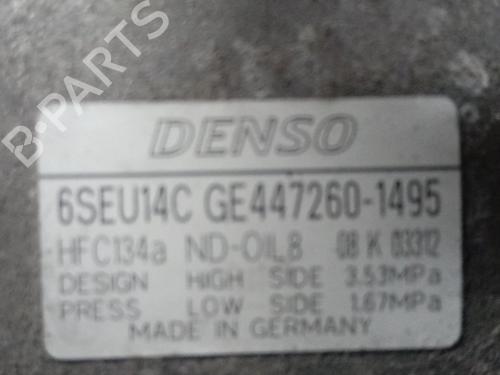 B-PARTS
DENSO
6SEU14C GE447260-1495
HFC134a ND-OIL8 08 K 03312
DESIGN HIGH SIDE 3.53MPa
PRESS LOW SIDE 1.67MPa
MADE IN GERMANY